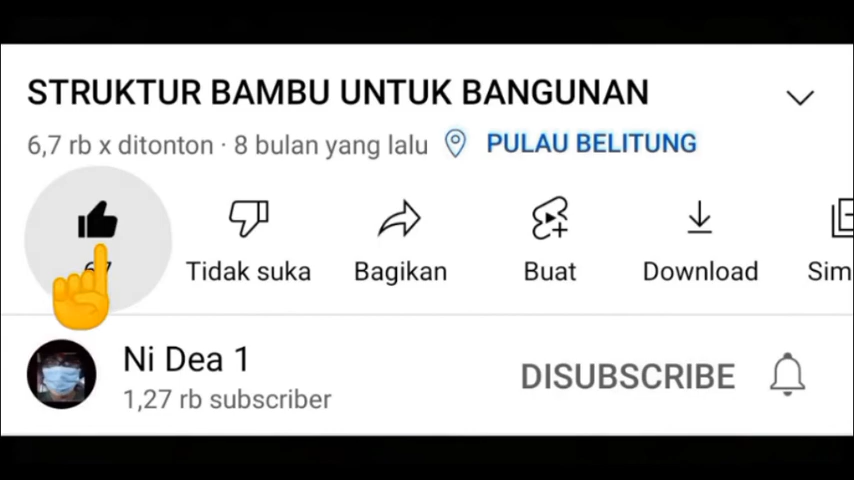 STRUKTUR BAMBU UNTUK BANGUNAN
6,7 rb x ditonton · 8 bulan yang lalu PULAU BELITUNG
Tidak suka Bagikan Buat Download Sim
Ni Dea 1
1,27 rb subscriber
DISUBSCRIBE